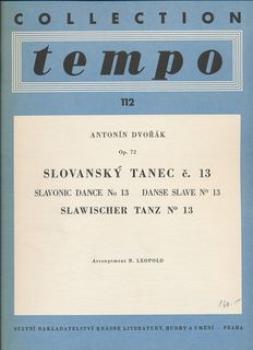 COLLECTION
tempo
112
ANTONÍN DVOŘÁK
Op. 72
SLOVANSKÝ TANEC č. 13
SLAVONIC DANCE No 13 DANSE SLAVE Nº 13
SLAWISCHER TANZ Nº 13
Arrangement B. LEOPOLD
160.-
STÁTNÍ NAKLADATELSTVÍ KRÁSNÉ LITERATURY, HUDBY A UMĚNÍ - PRAHA